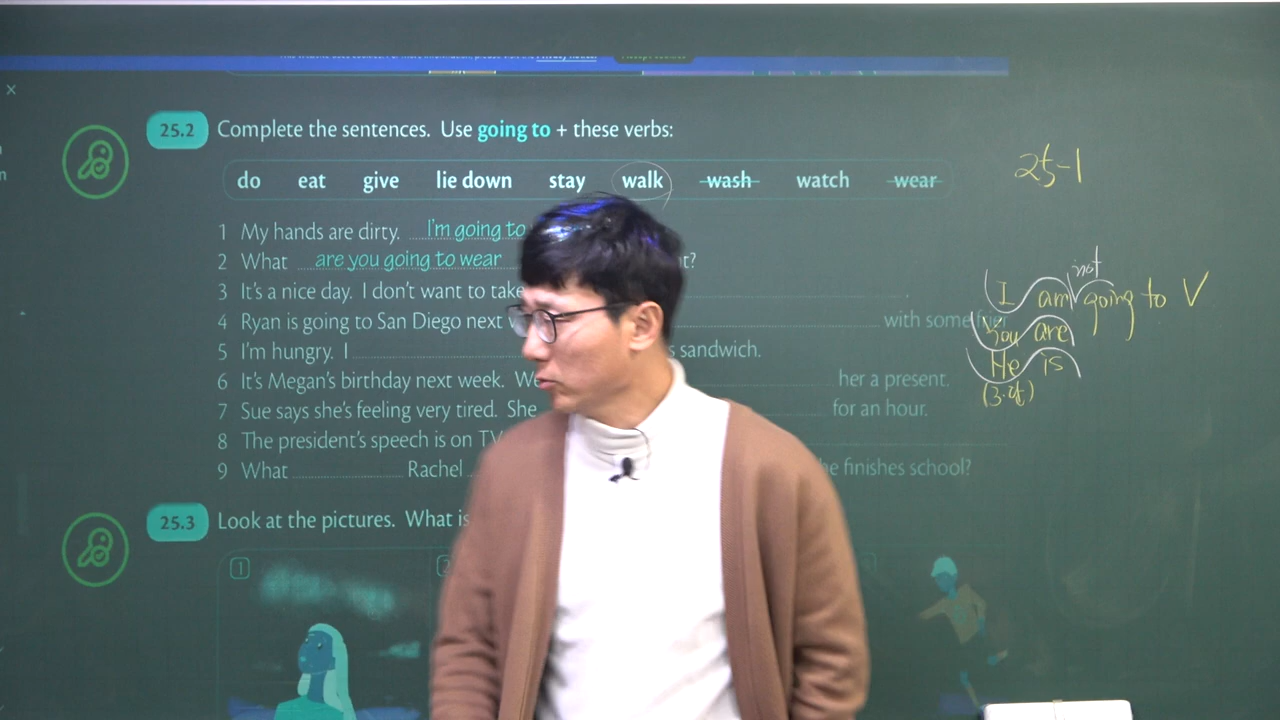 25.2 Complete the sentences. Use going to + these verbs:
do eat give lie down stay walk wash watch wear
1 My hands are dirty. I'm going to
2 What are you going to wear t?
3 It's a nice day. I don't want to take
4 Ryan is going to San Diego next with some
5 I'm hungry. I s sandwich.
6 It's Megan's birthday next week. We her a present.
7 Sue says she's feeling very tired. She for an hour.
8 The president's speech is on TV
9 What Rachel he finishes school?
25.3 Look at the pictures. What is
1
25-1
not
I am going to V
You are
He is